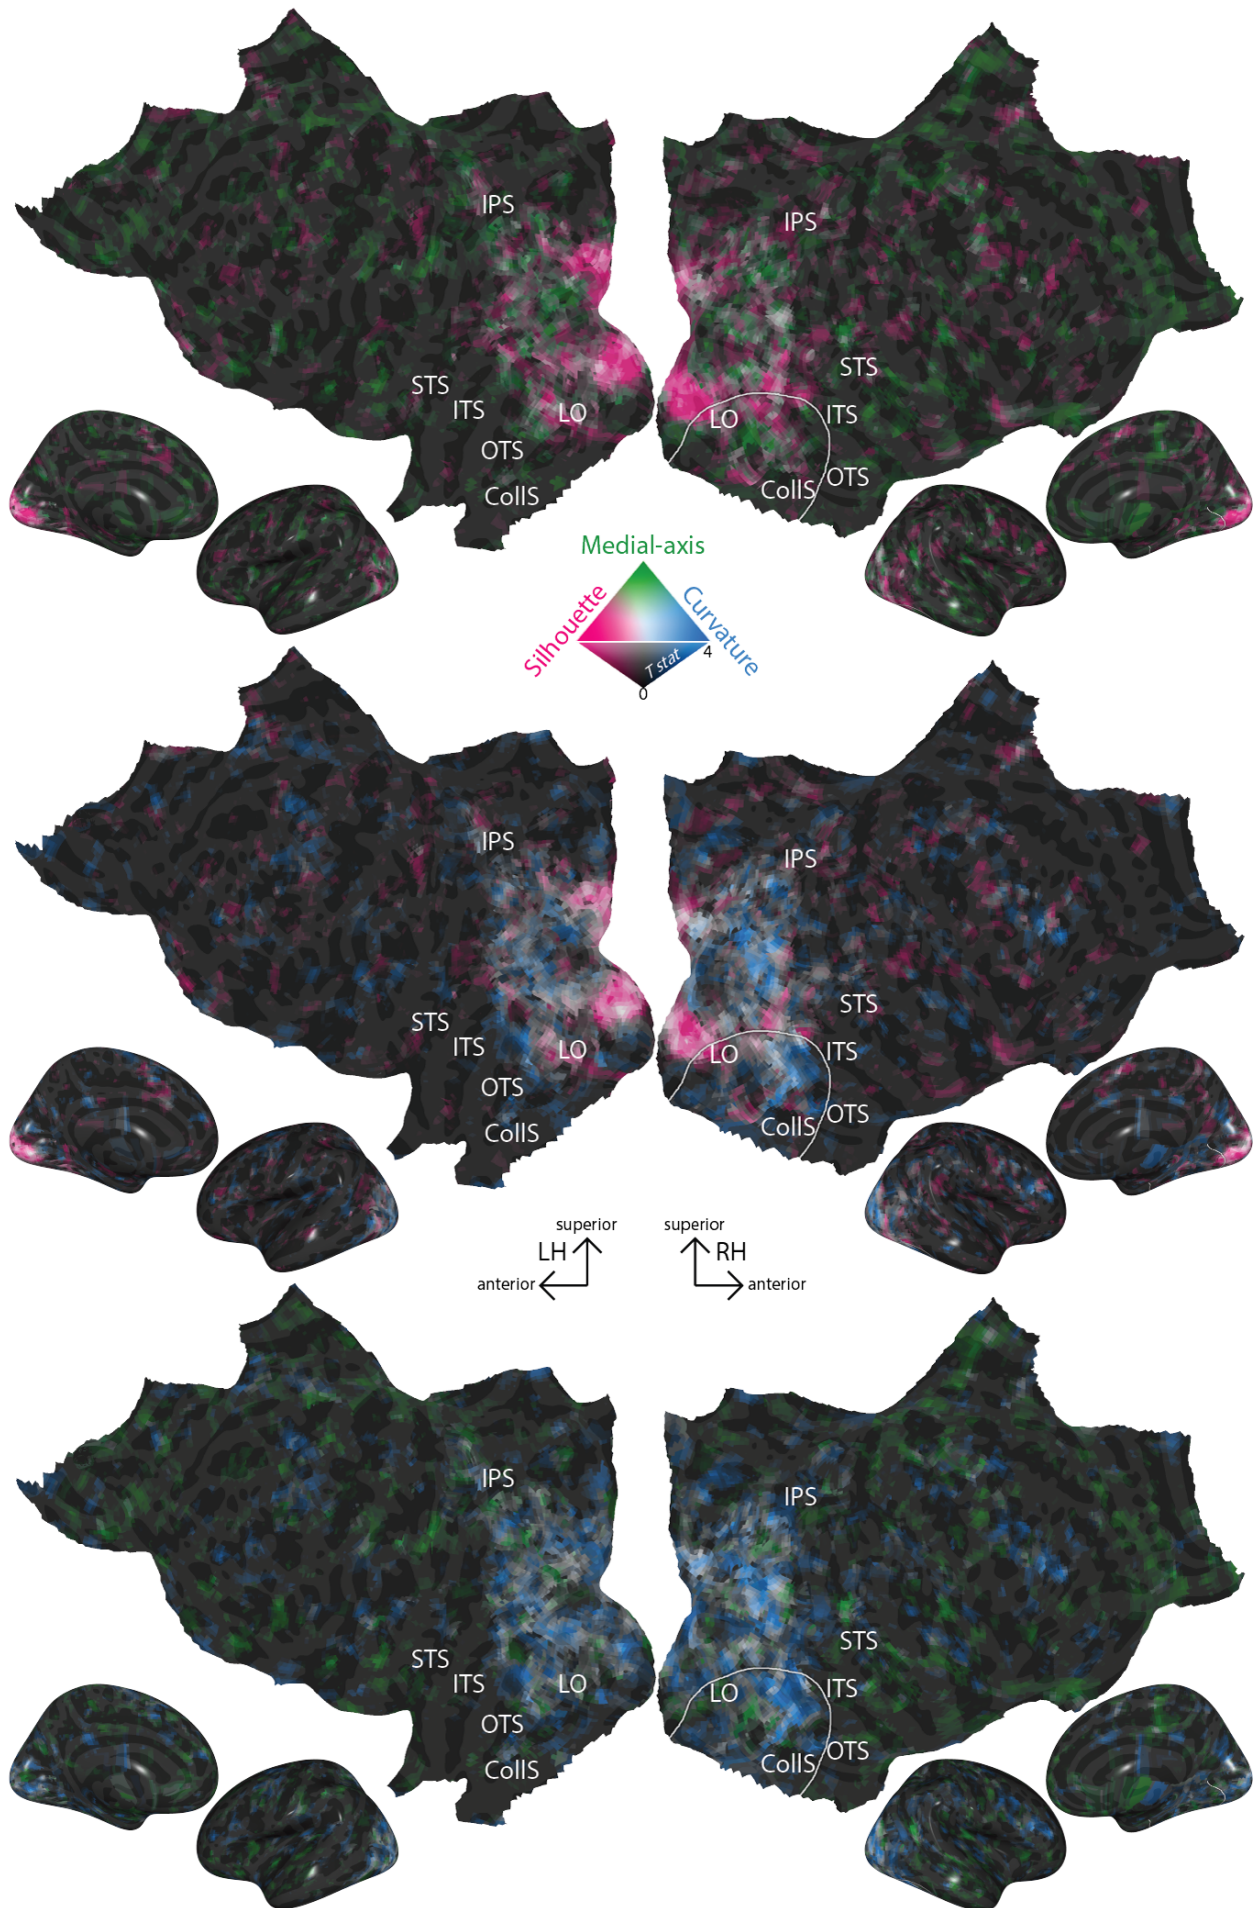 IPS
IPS
STS
ITS
LO
OTS
CollS
STS
LO
ITS
OTS
CollS
Medial-axis
Silhouette
Curvature
T stat
4
0
IPS
IPS
STS
ITS
LO
OTS
CollS
STS
LO
ITS
OTS
CollS
superior
superior
LH
RH
anterior
anterior
IPS
IPS
STS
ITS
LO
OTS
CollS
STS
LO
ITS
OTS
CollS